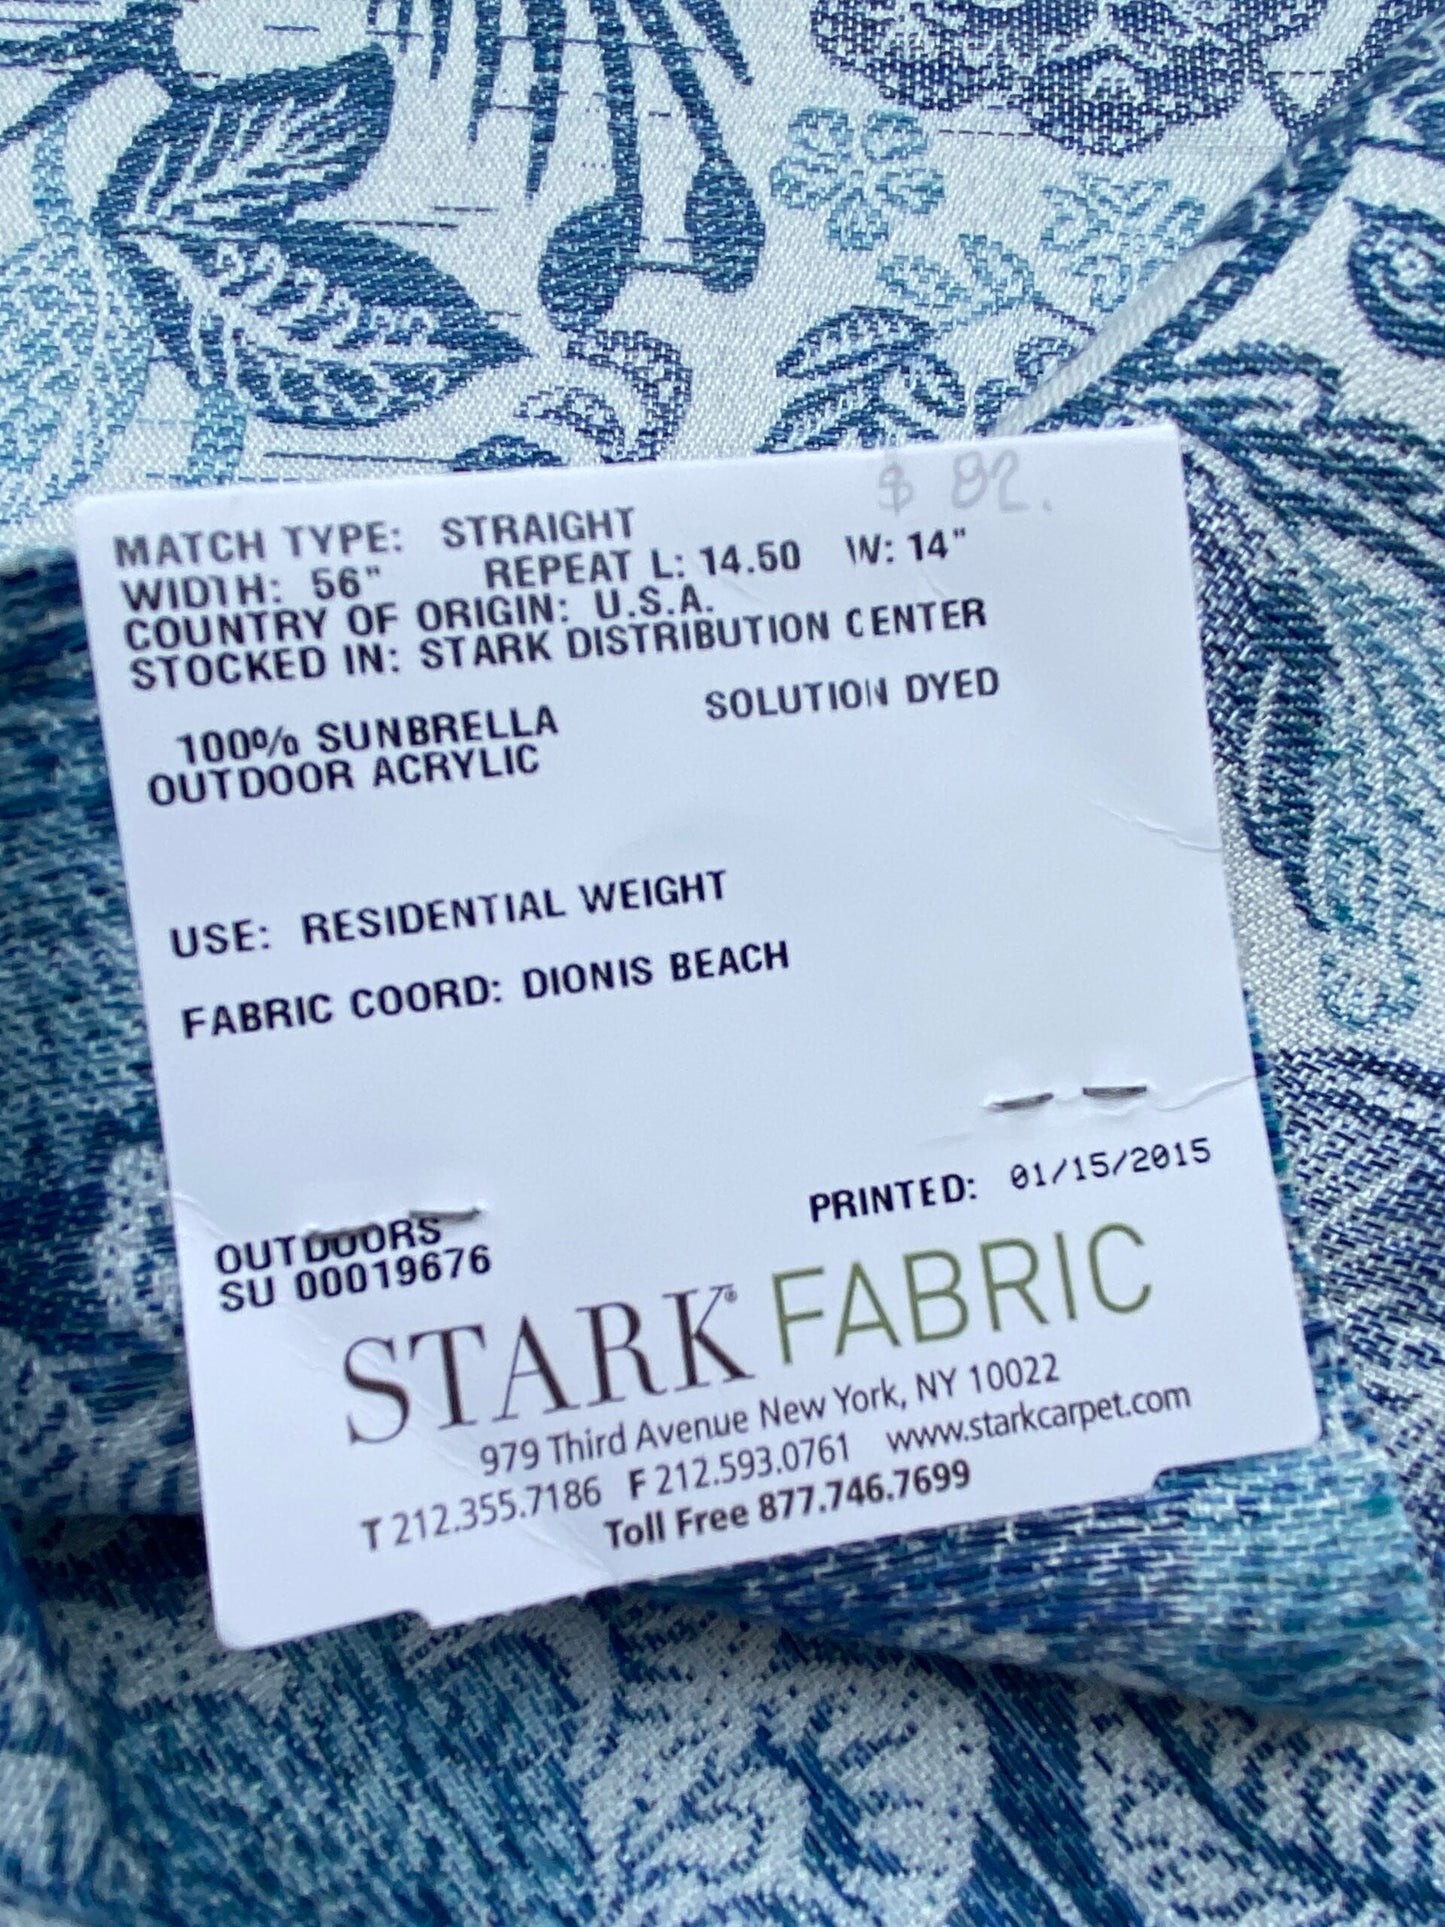 $ 82.
MATCH TYPE: STRAIGHT
WIDTH: 56" REPEAT L: 14.50 W: 14"
COUNTRY OF ORIGIN: U.S.A.
STOCKED IN: STARK DISTRIBUTION CENTER
100% SUNBRELLA SOLUTION DYED
OUTDOOR ACRYLIC
USE: RESIDENTIAL WEIGHT
FABRIC COORD: DIONIS BEACH
PRINTED: 01/15/2015
OUTDOORS
SU 00019676
STARK® FABRIC
979 Third Avenue New York, NY 10022
T 212.355.7186 F 212.593.0761 www.starkcarpet.com
Toll Free 877.746.7699